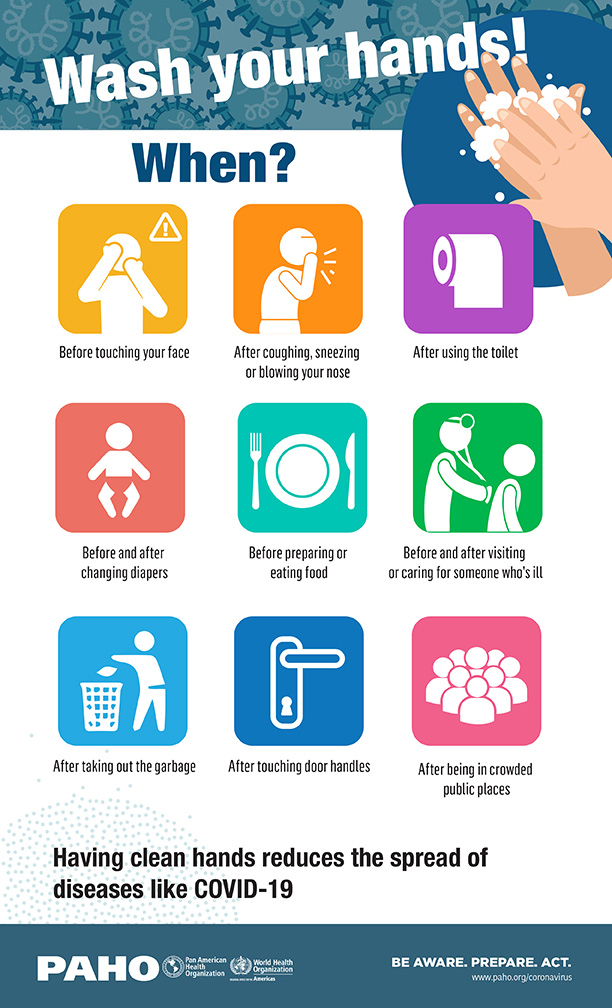 Wash your hands!
When?
Before touching your face
After coughing, sneezing
or blowing your nose
After using the toilet
Before and after
changing diapers
Before preparing or
eating food
Before and after visiting
or caring for someone who's ill
After taking out the garbage
After touching door handles
After being in crowded
public places
Having clean hands reduces the spread of
diseases like COVID-19
PAHO
Pan American
Health
Organization
World Health
Organization
Americas
BE AWARE. PREPARE. ACT.
www.paho.org/coronavirus